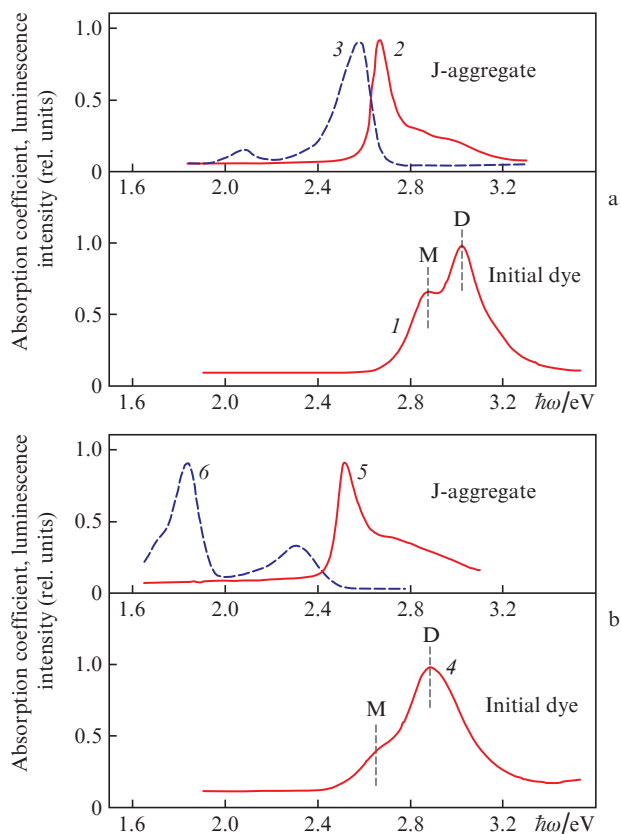 Absorption coefficient, luminescence
intensity (rel. units)
1.0
0.5
0
3
2
J-aggregate
1.6
2.0
2.4
2.8
3.2
a
1.0
0.5
0
M
D
Initial dye
1
1.6
2.0
2.4
2.8
ħω/eV
Absorption coefficient, luminescence
intensity (rel. units)
1.0
0.5
0
6
5
J-aggregate
1.6
2.0
2.4
2.8
3.2
b
1.0
0.5
0
D
M
4
Initial dye
1.6
2.0
2.4
2.8
3.2
ħω/eV